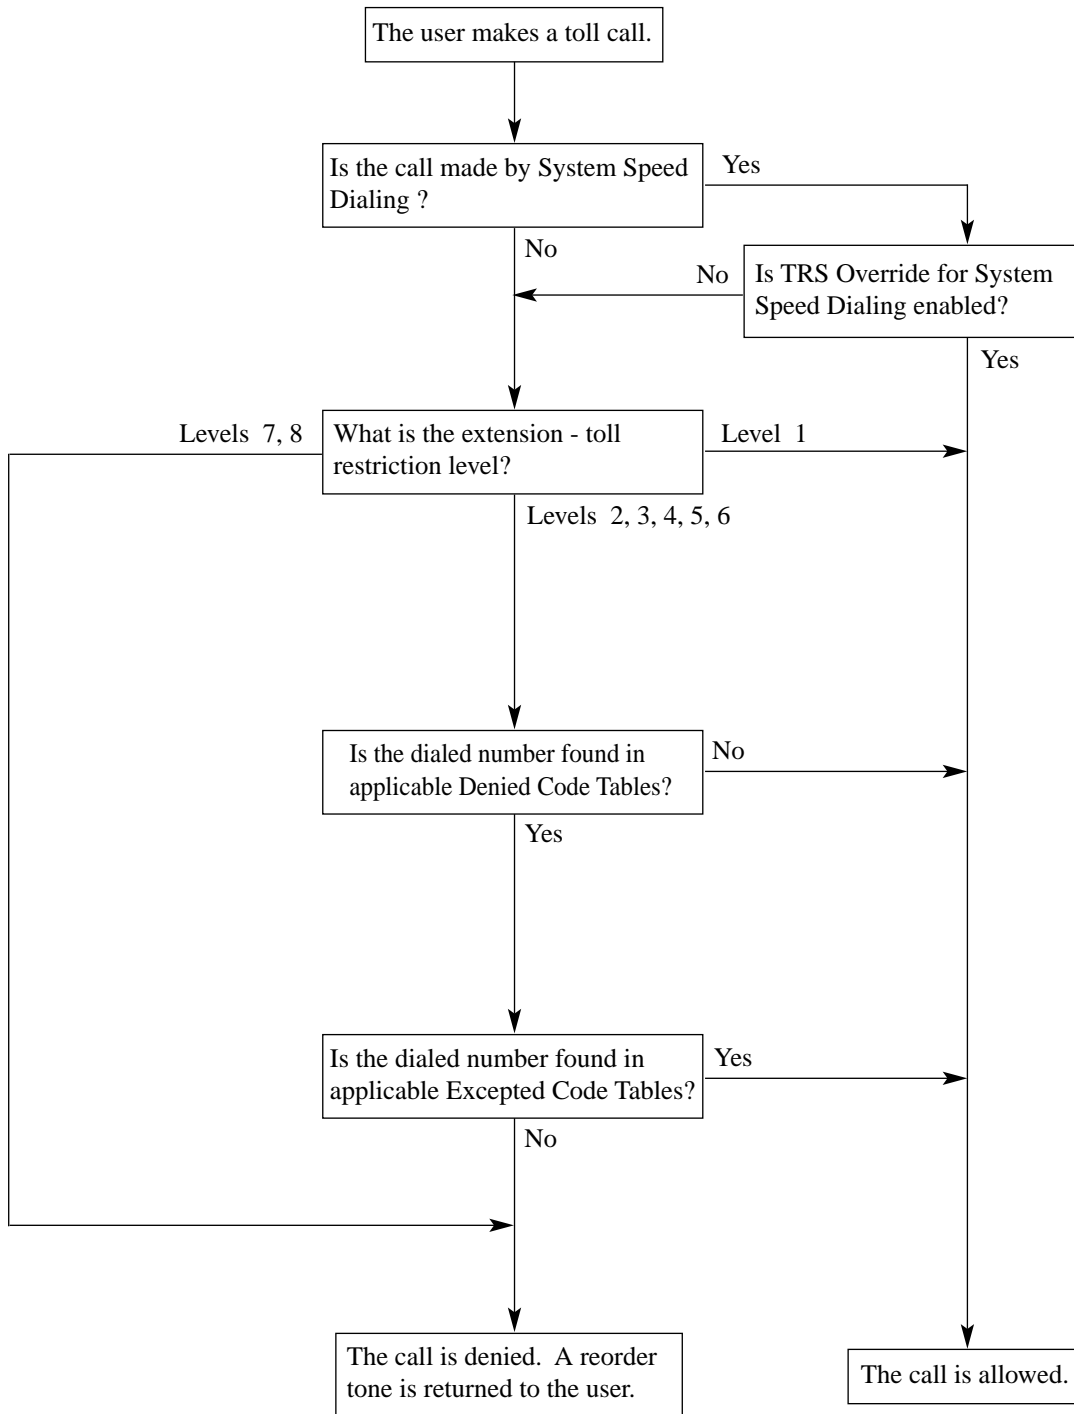 The user makes a toll call.
Is the call made by System Speed
Dialing ?
Yes
No
Is TRS Override for System
Speed Dialing enabled?
No
Yes
Levels 7, 8
What is the extension - toll
restriction level?
Level 1
Levels 2, 3, 4, 5, 6
Is the dialed number found in
applicable Denied Code Tables?
No
Yes
Is the dialed number found in
applicable Excepted Code Tables?
Yes
No
The call is denied. A reorder
tone is returned to the user.
The call is allowed.